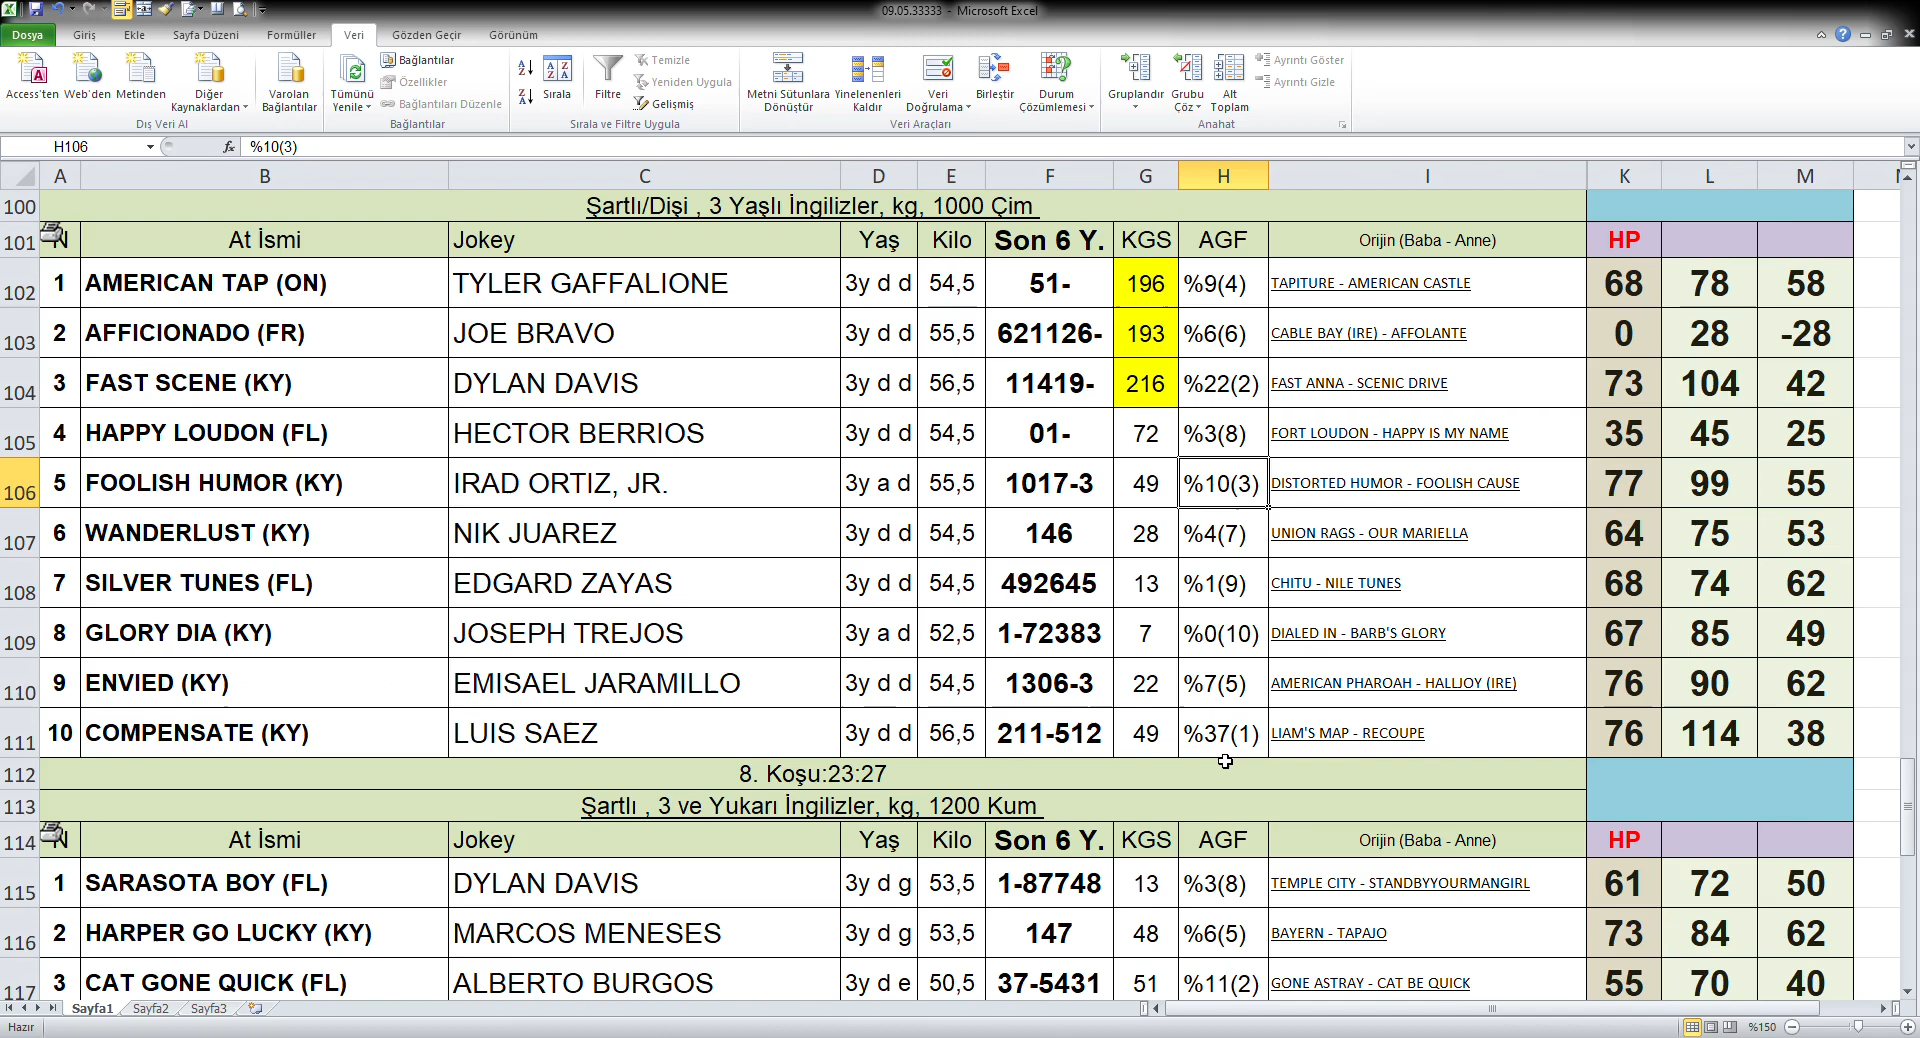 09.05.33333 - Microsoft Excel
Dosya Giriş Ekle Sayfa Düzeni Formüller Veri Gözden Geçir Görünüm
Access'ten Web'den Metinden Diğer Kaynaklardan Varolan Bağlantılar
Dış Veri Al
Tümünü Yenile Bağlantılar Özellikler Bağlantıları Düzenle
Bağlantılar
Sırala Filtre Temizle Yeniden Uygula Gelişmiş
Sırala ve Filtre Uygula
Metni Sütunlara Dönüştür Yinelenenleri Kaldır Veri Doğrulama Birleştir Durum Çözümlemesi
Veri Araçları
Gruplandır Grubu Çöz Alt Toplam Ayrıntı Göster Ayrıntı Gizle
Anahat
H106 fx %10(3)
A B C D E F G H I K L M
100 Şartlı/Dişi , 3 Yaşlı İngilizler, kg, 1000 Çim
101 N At İsmi Jokey Yaş Kilo Son 6 Y. KGS AGF Orijin (Baba - Anne) HP
102 1 AMERICAN TAP (ON) TYLER GAFFALIONE 3y d d 54,5 51- 196 %9(4) TAPITURE - AMERICAN CASTLE 68 78 58
103 2 AFFICIONADO (FR) JOE BRAVO 3y d d 55,5 621126- 193 %6(6) CABLE BAY (IRE) - AFFOLANTE 0 28 -28
104 3 FAST SCENE (KY) DYLAN DAVIS 3y d d 56,5 11419- 216 %22(2) FAST ANNA - SCENIC DRIVE 73 104 42
105 4 HAPPY LOUDON (FL) HECTOR BERRIOS 3y d d 54,5 01- 72 %3(8) FORT LOUDON - HAPPY IS MY NAME 35 45 25
106 5 FOOLISH HUMOR (KY) IRAD ORTIZ, JR. 3y a d 55,5 1017-3 49 %10(3) DISTORTED HUMOR - FOOLISH CAUSE 77 99 55
107 6 WANDERLUST (KY) NIK JUAREZ 3y d d 54,5 146 28 %4(7) UNION RAGS - OUR MARIELLA 64 75 53
108 7 SILVER TUNES (FL) EDGARD ZAYAS 3y d d 54,5 492645 13 %1(9) CHITU - NILE TUNES 68 74 62
109 8 GLORY DIA (KY) JOSEPH TREJOS 3y a d 52,5 1-72383 7 %0(10) DIALED IN - BARB'S GLORY 67 85 49
110 9 ENVIED (KY) EMISAEL JARAMILLO 3y d d 54,5 1306-3 22 %7(5) AMERICAN PHAROAH - HALLJOY (IRE) 76 90 62
111 10 COMPENSATE (KY) LUIS SAEZ 3y d d 56,5 211-512 49 %37(1) LIAM'S MAP - RECOUPE 76 114 38
112 8. Koşu:23:27
113 Şartlı , 3 ve Yukarı İngilizler, kg, 1200 Kum
114 N At İsmi Jokey Yaş Kilo Son 6 Y. KGS AGF Orijin (Baba - Anne) HP
115 1 SARASOTA BOY (FL) DYLAN DAVIS 3y d g 53,5 1-87748 13 %3(8) TEMPLE CITY - STANDBYYOURMANGIRL 61 72 50
116 2 HARPER GO LUCKY (KY) MARCOS MENESES 3y d g 53,5 147 48 %6(5) BAYERN - TAPAJO 73 84 62
117 3 CAT GONE QUICK (FL) ALBERTO BURGOS 3y d e 50,5 37-5431 51 %11(2) GONE ASTRAY - CAT BE QUICK 55 70 40
Sayfa1 Sayfa2 Sayfa3
Hazır %150